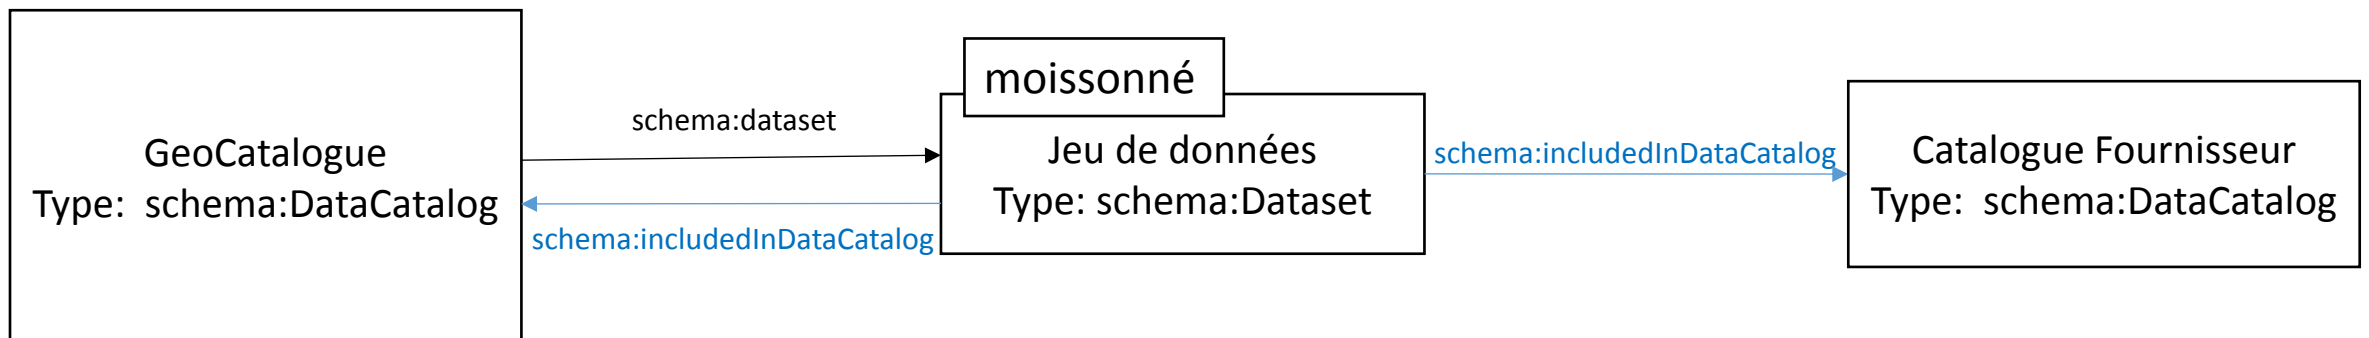 GeoCatalogue
Type:  schema:DataCatalog
schema:dataset
schema:includedInDataCatalog
moissonné
Jeu de données
Type: schema:Dataset
schema:includedInDataCatalog
Catalogue Fournisseur
Type:  schema:DataCatalog